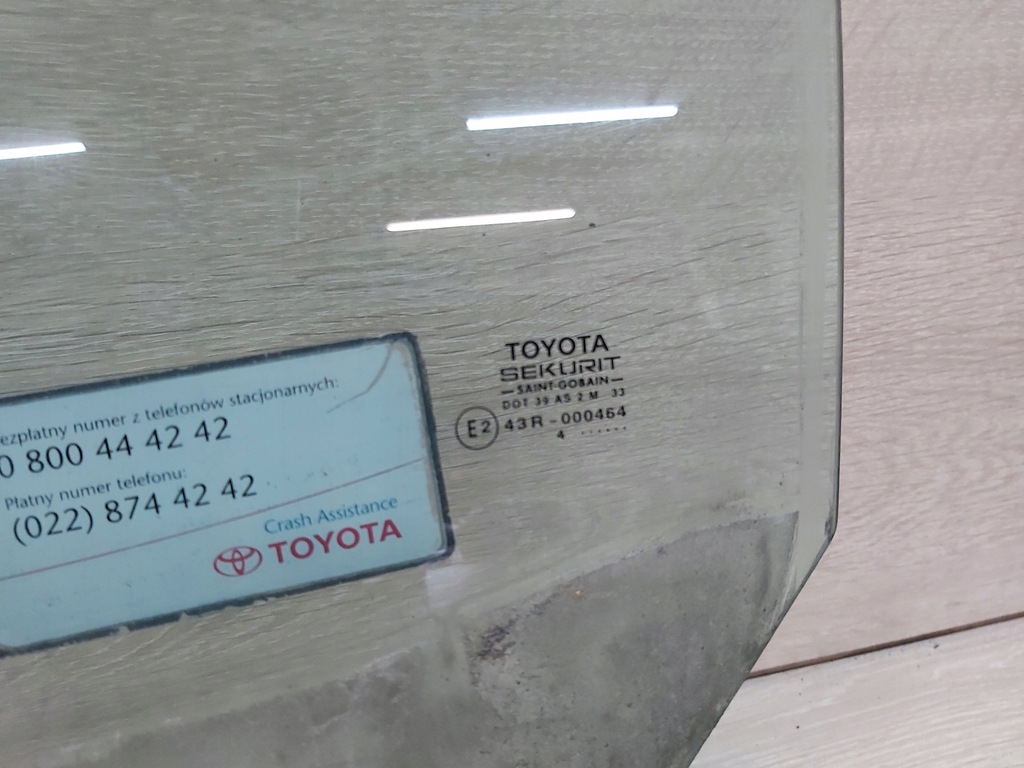 ezpłatny numer z telefonów stacjonarnych:
0 800 44 42 42
Płatny numer telefonu:
(022) 874 42 42
Crash Assistance
TOYOTA
TOYOTA
SEKURIT
SAINT-GOBAIN
DOT 39 AS 2 M 33
E2 43R-000464
4 ......